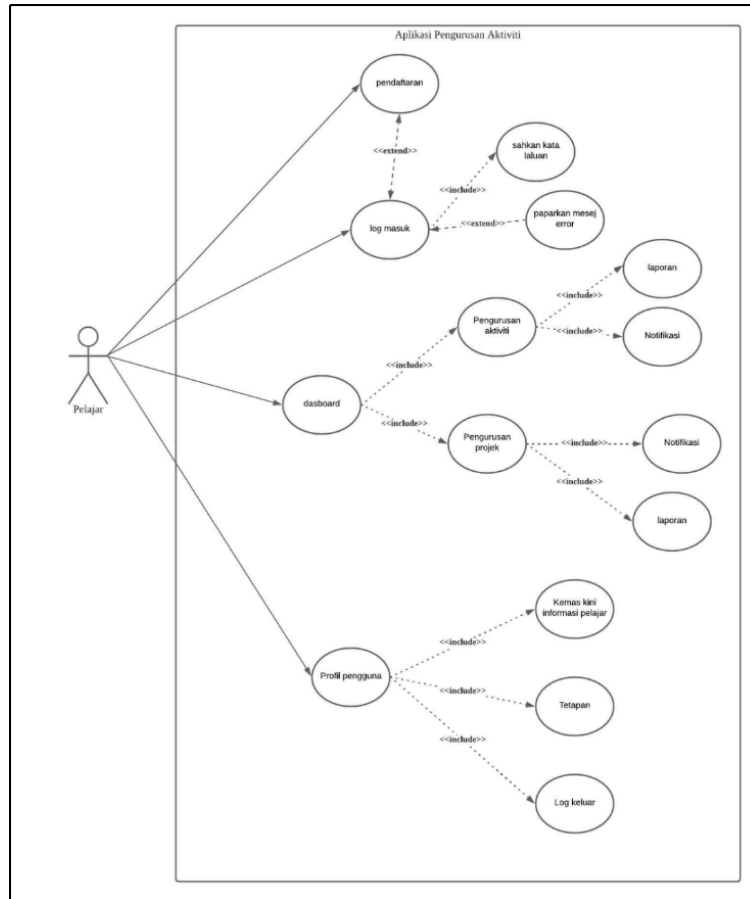 Aplikasi Pengurusan Aktiviti
pendaftaran
<<extend>>
sahkan kata
laluan
<<include>>
paparkan mesej
error
<<extend>>
log masuk
laporan
<<include>>
Pengurusan
aktiviti
<<include>>
Notifikasi
<<include>>
Pelajar
dasboard
<<include>>
Pengurusan
projek
<<include>>
Notifikasi
<<include>>
laporan
Kemas kini
informasi pelajar
<<include>>
Profil pengguna
<<include>>
Tetapan
<<include>>
Log keluar